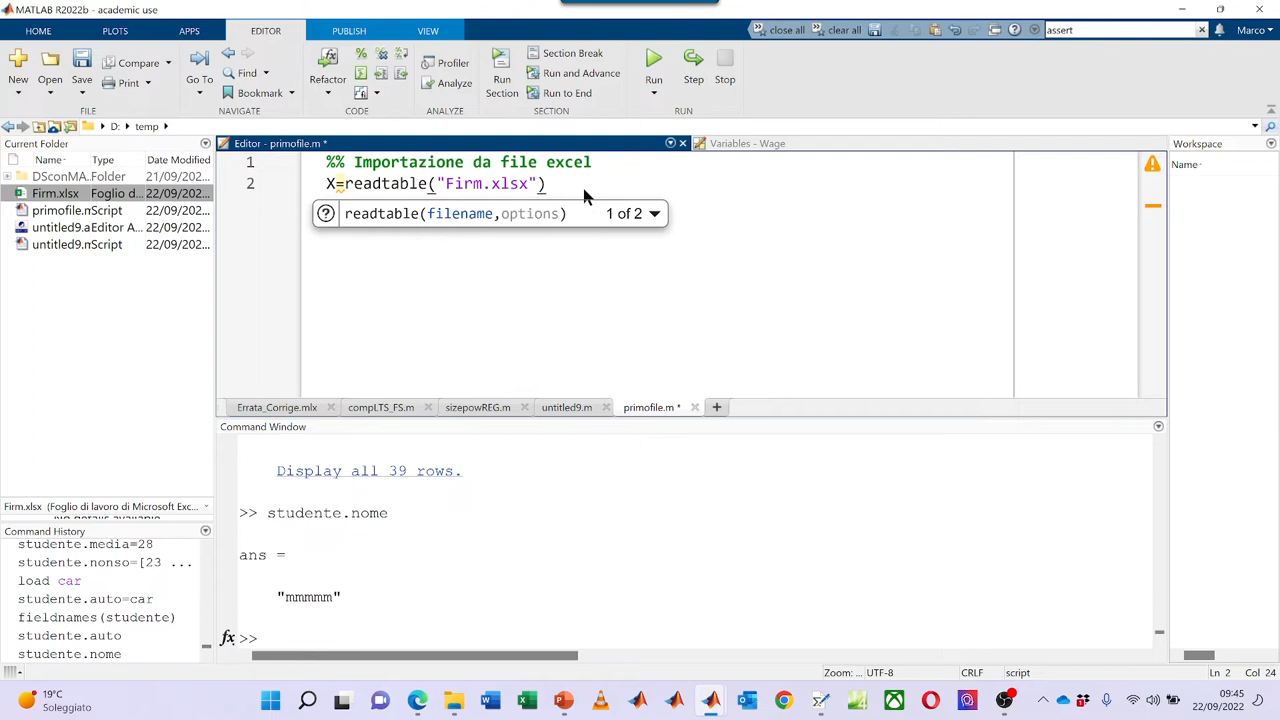 MATLAB R2022b - academic use
HOME PLOTS APPS EDITOR PUBLISH VIEW close all clear all assert Marco
New Open Save Compare Print Go To Find Bookmark Refactor Profiler Analyze Run Section Section Break Run and Advance Run to End Run Step Stop
FILE NAVIGATE CODE ANALYZE SECTION RUN
D: temp
Current Folder
Name Type Date Modified
DSconMA... Folder 21/09/202...
Firm.xlsx Foglio d... 22/09/202...
primofile.m Script 22/09/202...
untitled9.a Editor A... 22/09/202...
untitled9.m Script 22/09/202...
Firm.xlsx (Foglio di lavoro di Microsoft Exc...
Command History
studente.media=28
studente.nonso=[23 ...
load car
studente.auto=car
fieldnames(studente)
studente.auto
studente.nome
Editor - primofile.m *
Variables - Wage
1 %% Importazione da file excel
2 X=readtable("Firm.xlsx")
readtable(filename,options) 1 of 2
Errata_Corrige.mlx compLTS_FS.m sizepowREG.m untitled9.m primofile.m *
Command Window
Display all 39 rows.
>> studente.nome
ans =
"mmmmm"
fx >>
Workspace
Name
Zoom: ... UTF-8 CRLF script Ln 2 Col 24
19°C
Soleggiato
09:45
22/09/2022